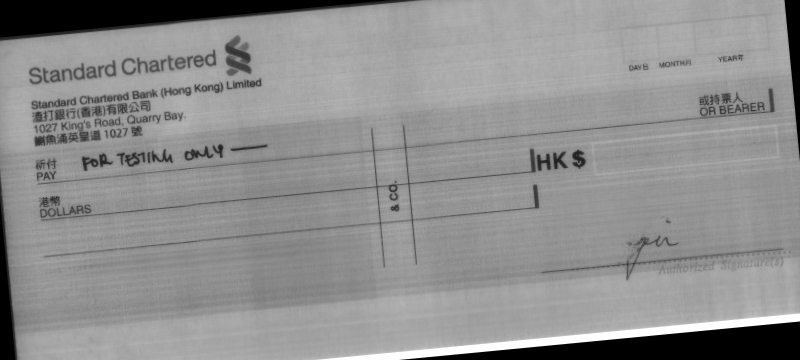 Standard Chartered
DAY日 MONTH月 YEAR年
Standard Chartered Bank (Hong Kong) Limited
渣打銀行(香港)有限公司
1027 King's Road, Quarry Bay.
鰂魚涌英皇道 1027 號
或持票人
OR BEARER
祈付
PAY FOR TESTING ONLY
HK $
港幣
DOLLARS
& CO.
Authorized Signature(s)